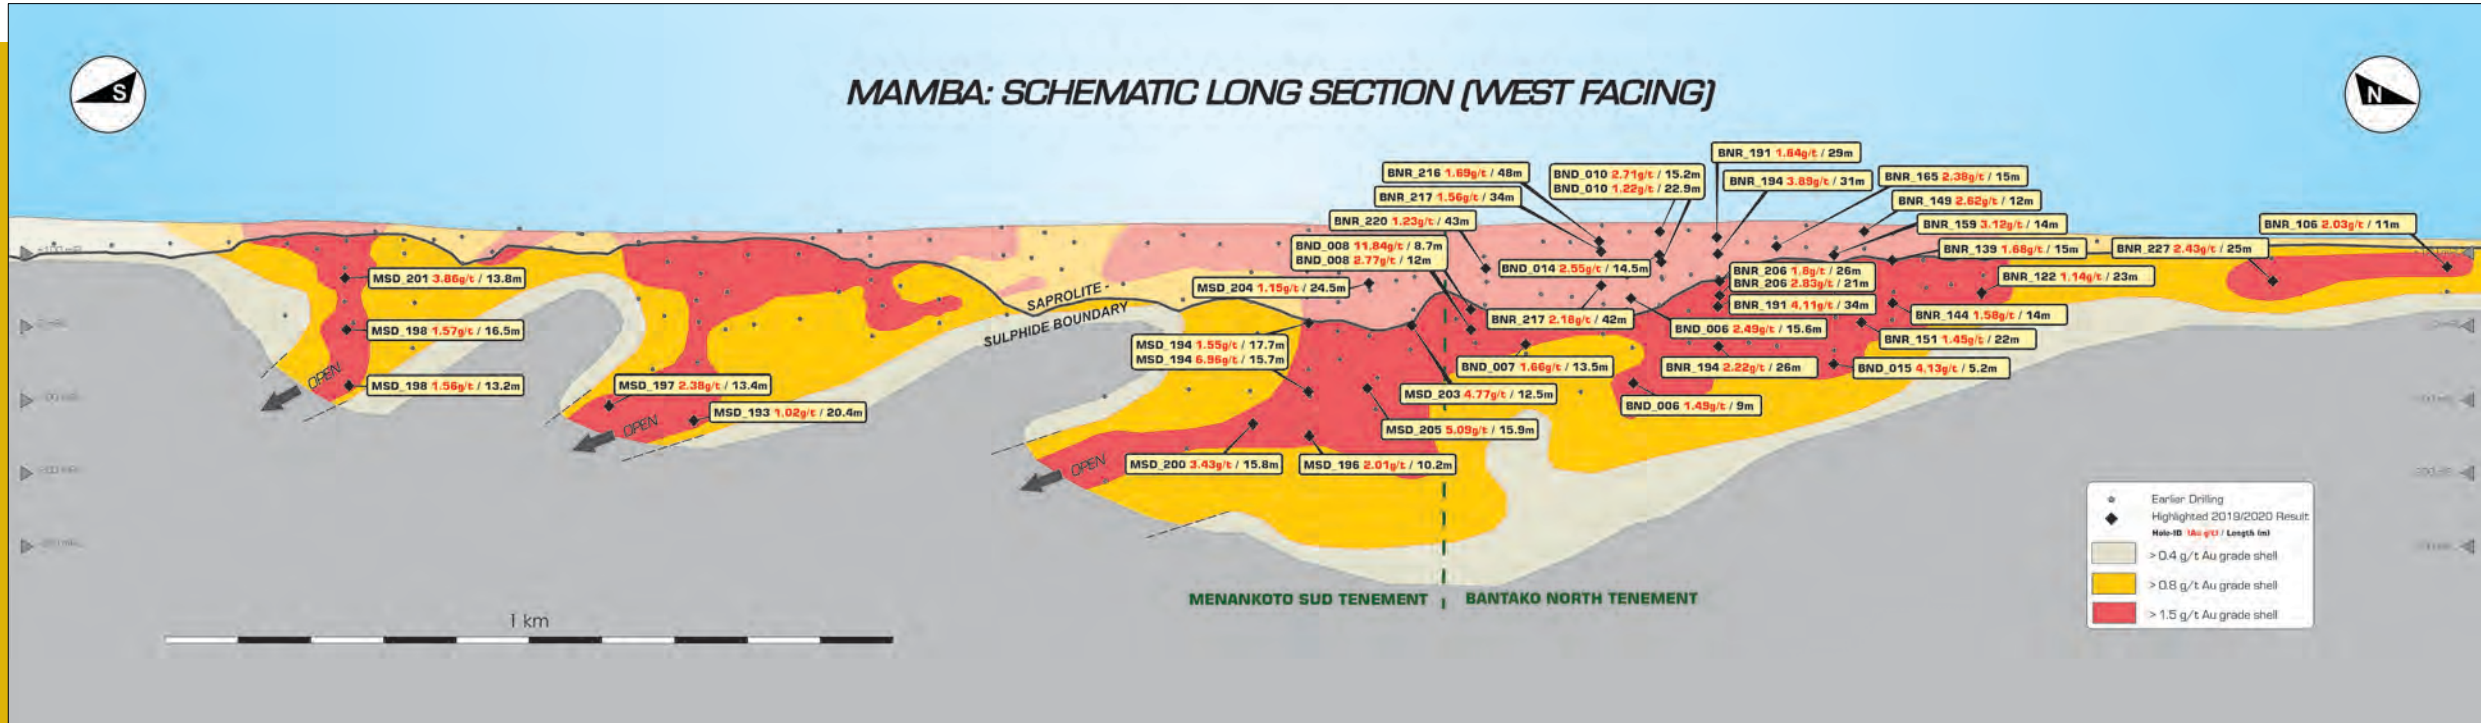 MAMBA: SCHEMATIC LONG SECTION (WEST FACING)
S
N
BNR_191 1.64g/t / 29m
BNR_216 1.69g/t / 48m
BND_010 2.71g/t / 15.2m
BND_010 1.22g/t / 22.9m
BNR_194 3.89g/t / 31m
BNR_165 2.38g/t / 15m
BNR_217 1.56g/t / 34m
BNR_149 2.62g/t / 12m
BNR_220 1.23g/t / 43m
BNR_159 3.12g/t / 14m
BNR_106 2.03g/t / 11m
BND_008 11.84g/t / 8.7m
BND_008 2.77g/t / 12m
BNR_139 1.68g/t / 15m
BNR_227 2.43g/t / 25m
BND_014 2.55g/t / 14.5m
BNR_206 1.8g/t / 26m
BNR_206 2.83g/t / 21m
BNR_122 1.14g/t / 23m
MSD_201 3.86g/t / 13.8m
MSD_204 1.15g/t / 24.5m
SAPROLITE -
SULPHIDE BOUNDARY
BNR_191 4.11g/t / 34m
BNR_217 2.18g/t / 42m
BND_006 2.49g/t / 15.6m
BNR_144 1.58g/t / 14m
MSD_198 1.57g/t / 16.5m
BNR_151 1.45g/t / 22m
MSD_194 1.55g/t / 17.7m
MSD_194 6.96g/t / 15.7m
BND_007 1.66g/t / 13.5m
BNR_194 2.22g/t / 26m
BND_015 4.13g/t / 5.2m
OPEN
MSD_198 1.56g/t / 13.2m
MSD_197 2.38g/t / 13.4m
MSD_203 4.77g/t / 12.5m
BND_006 1.49g/t / 9m
MSD_193 1.02g/t / 20.4m
OPEN
MSD_205 5.09g/t / 15.9m
OPEN
MSD_200 3.43g/t / 15.8m
MSD_196 2.01g/t / 10.2m
Earlier Drilling
Highlighted 2019/2020 Result
Hole-ID (Au g/t) / Length (m)
> 0.4 g/t Au grade shell
> 0.8 g/t Au grade shell
> 1.5 g/t Au grade shell
MENANKOTO SUD TENEMENT
BANTAKO NORTH TENEMENT
1 km